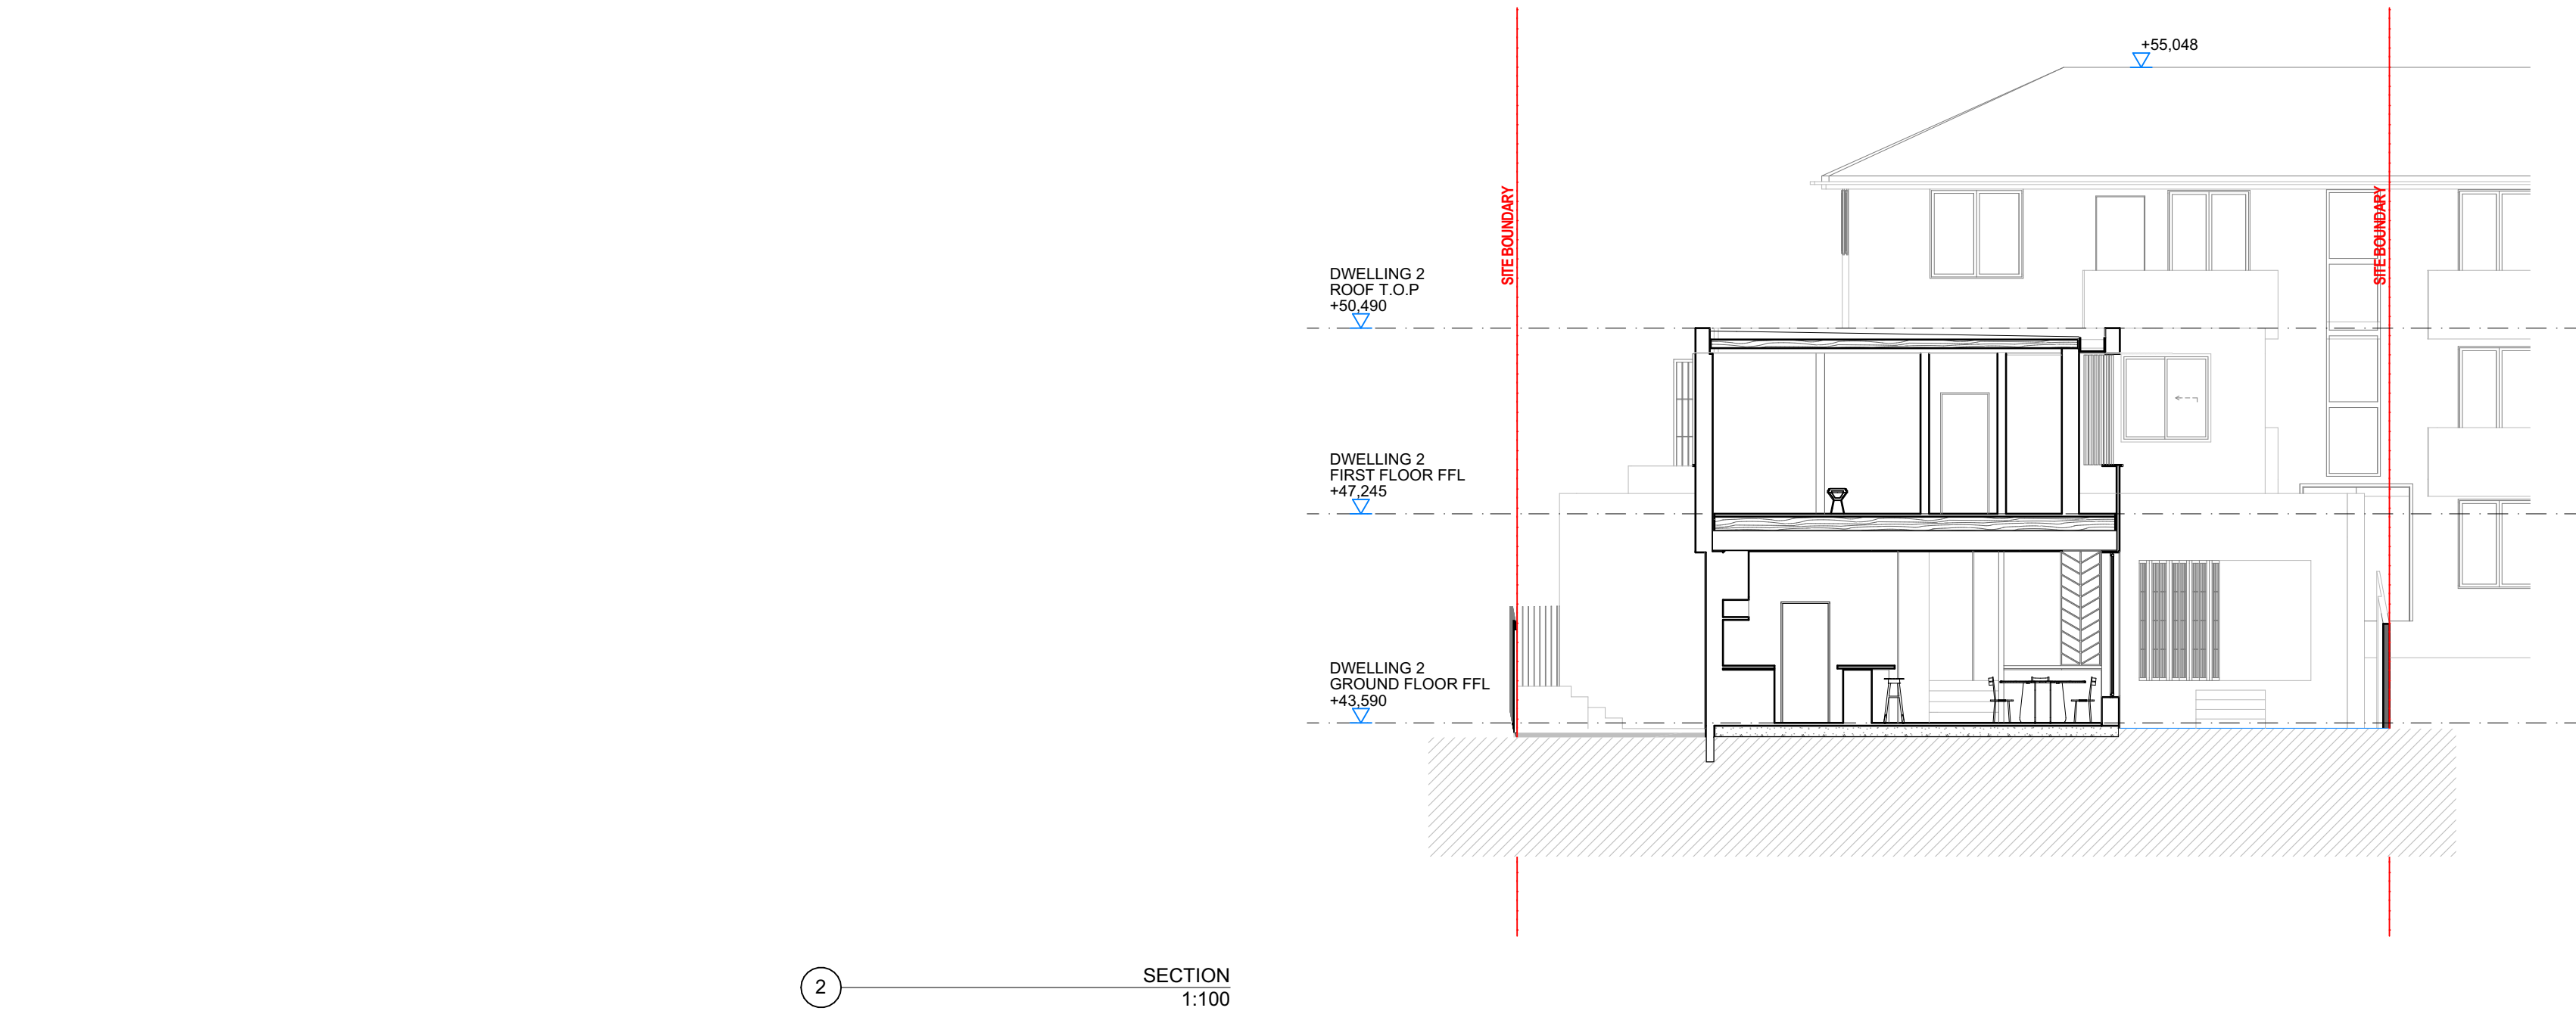 +55,048
SITE BOUNDARY
SITE BOUNDARY
DWELLING 2
ROOF T.O.P
+50,490
DWELLING 2
FIRST FLOOR FFL
+47,245
DWELLING 2
GROUND FLOOR FFL
+43,590
2
SECTION
1:100